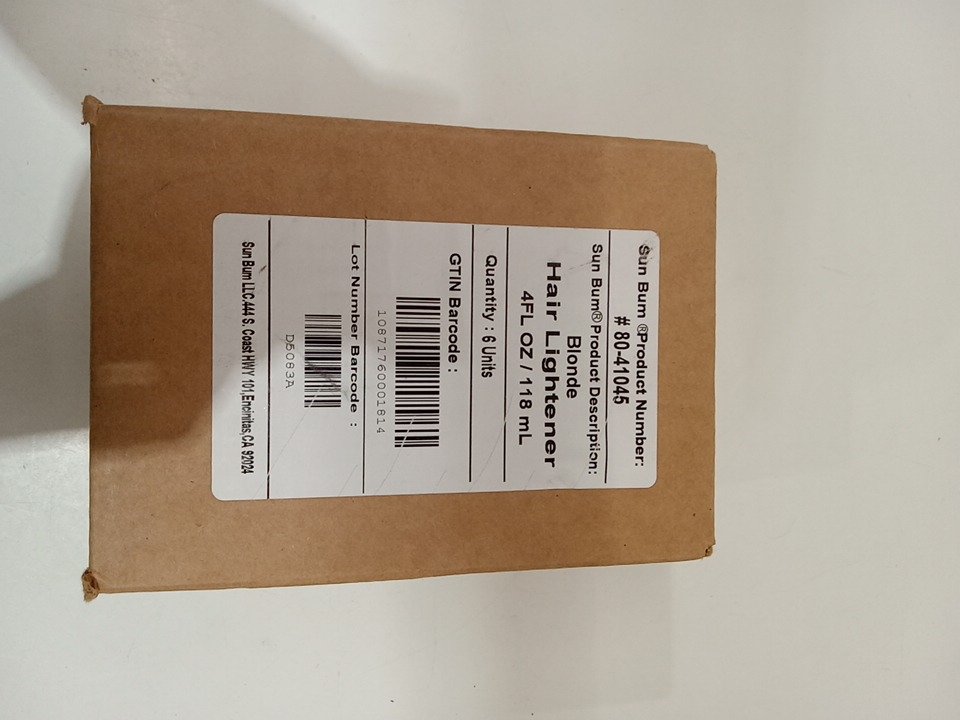 Sun Bum ®Product Number:
# 80-41045
Sun Bum®Product Description:
Blonde
Hair Lightener
4FL OZ / 118 mL
Quantity : 6 Units
GTIN Barcode :
10871760001814
Lot Number Barcode :
D5083A
Sun Bum LLC.444 S. Coast HWY 101,Encinitas,CA 92024